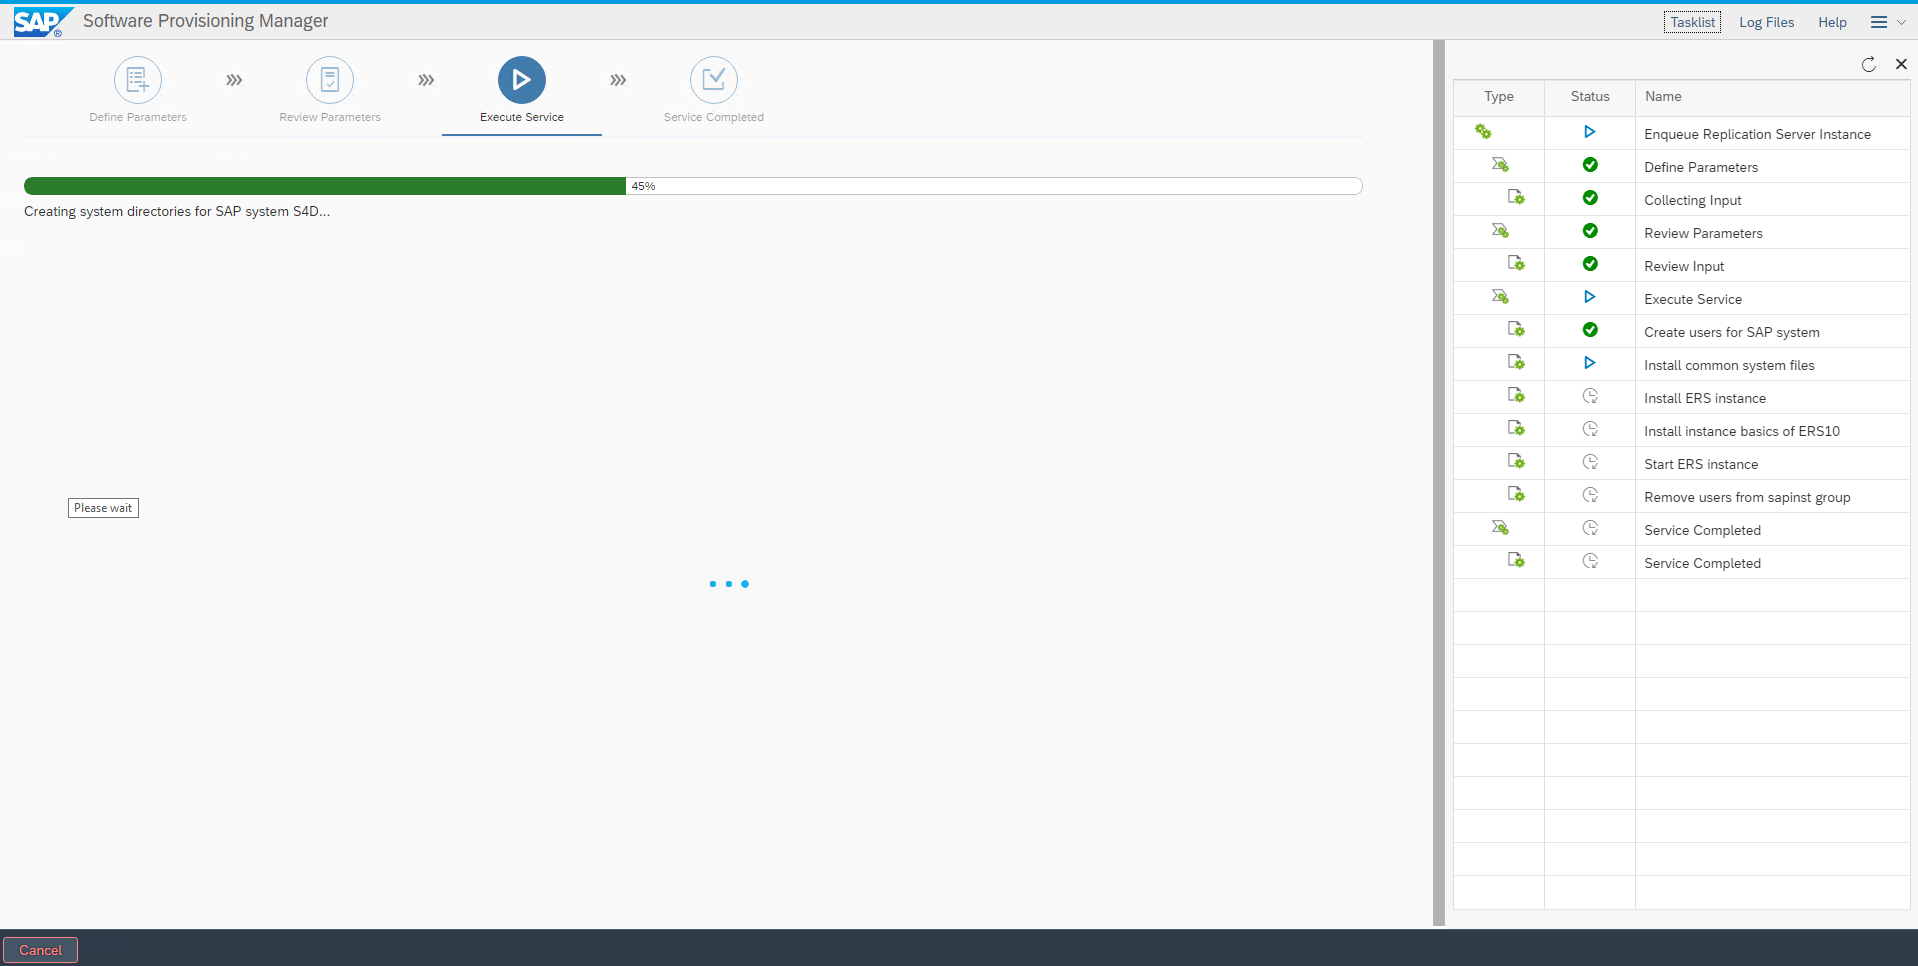 SAP ® Software Provisioning Manager
Tasklist Log Files Help
Define Parameters
Review Parameters
Execute Service
Service Completed
45%
Creating system directories for SAP system S4D...
Please wait
Cancel
Type Status Name
Enqueue Replication Server Instance
Define Parameters
Collecting Input
Review Parameters
Review Input
Execute Service
Create users for SAP system
Install common system files
Install ERS instance
Install instance basics of ERS10
Start ERS instance
Remove users from sapinst group
Service Completed
Service Completed